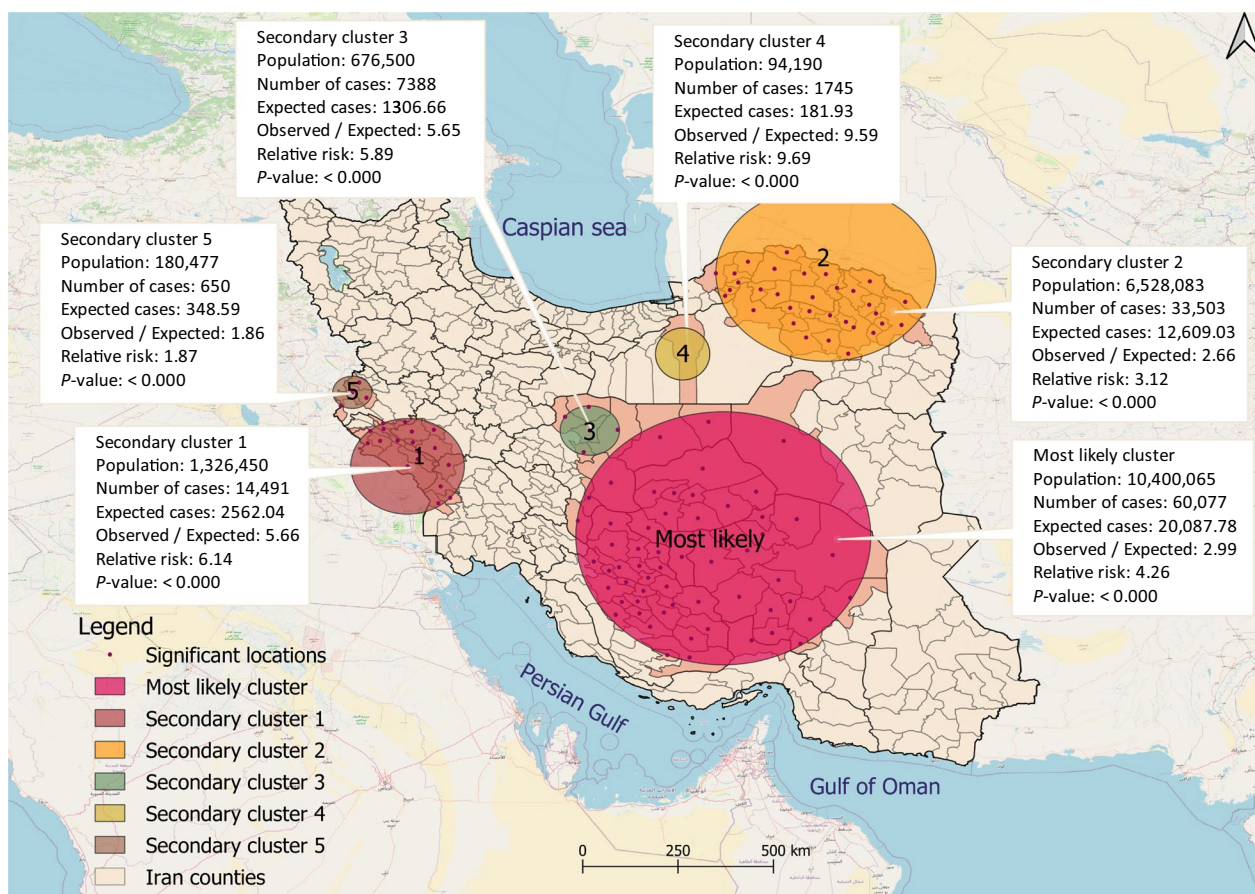 Secondary cluster 3
Population: 676,500
Number of cases: 7388
Expected cases: 1306.66
Observed / Expected: 5.65
Relative risk: 5.89
P-value: < 0.000
Secondary cluster 4
Population: 94,190
Number of cases: 1745
Expected cases: 181.93
Observed / Expected: 9.59
Relative risk: 9.69
P-value: < 0.000
Caspian sea
Secondary cluster 5
Population: 180,477
Number of cases: 650
Expected cases: 348.59
Observed / Expected: 1.86
Relative risk: 1.87
P-value: < 0.000
2
Secondary cluster 2
Population: 6,528,083
Number of cases: 33,503
Expected cases: 12,609.03
Observed / Expected: 2.66
Relative risk: 3.12
P-value: < 0.000
4
5
3
1
Secondary cluster 1
Population: 1,326,450
Number of cases: 14,491
Expected cases: 2562.04
Observed / Expected: 5.66
Relative risk: 6.14
P-value: < 0.000
Most likely
Most likely cluster
Population: 10,400,065
Number of cases: 60,077
Expected cases: 20,087.78
Observed / Expected: 2.99
Relative risk: 4.26
P-value: < 0.000
Persian Gulf
Gulf of Oman
Legend
Significant locations
Most likely cluster
Secondary cluster 1
Secondary cluster 2
Secondary cluster 3
Secondary cluster 4
Secondary cluster 5
Iran counties
0 250 500 km